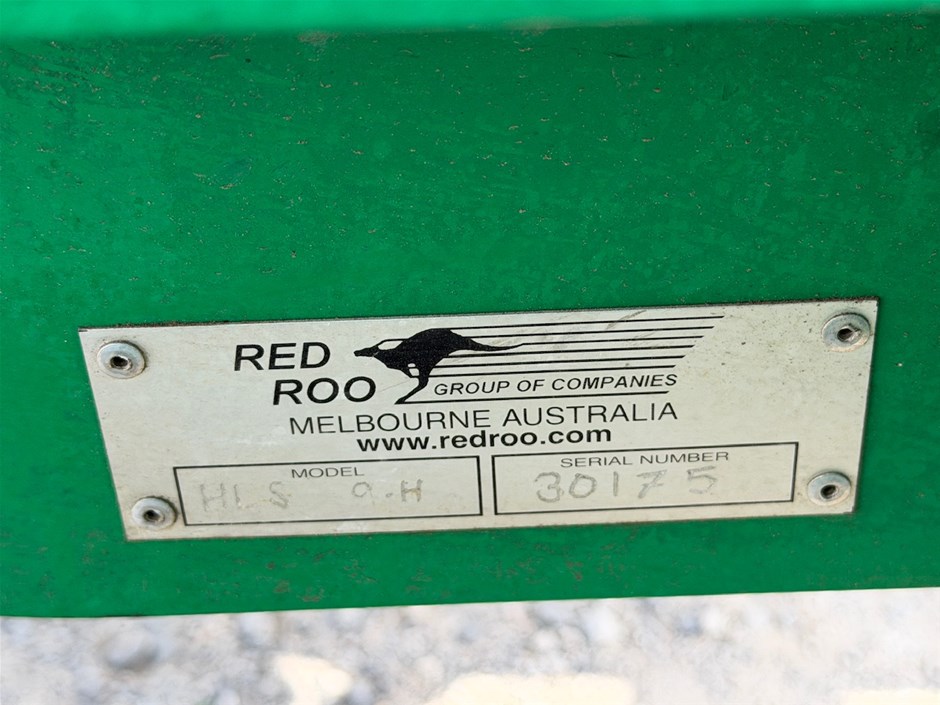 RED
ROO
GROUP OF COMPANIES
MELBOURNE AUSTRALIA
www.redroo.com
MODEL
HLS 9-H
SERIAL NUMBER
30175